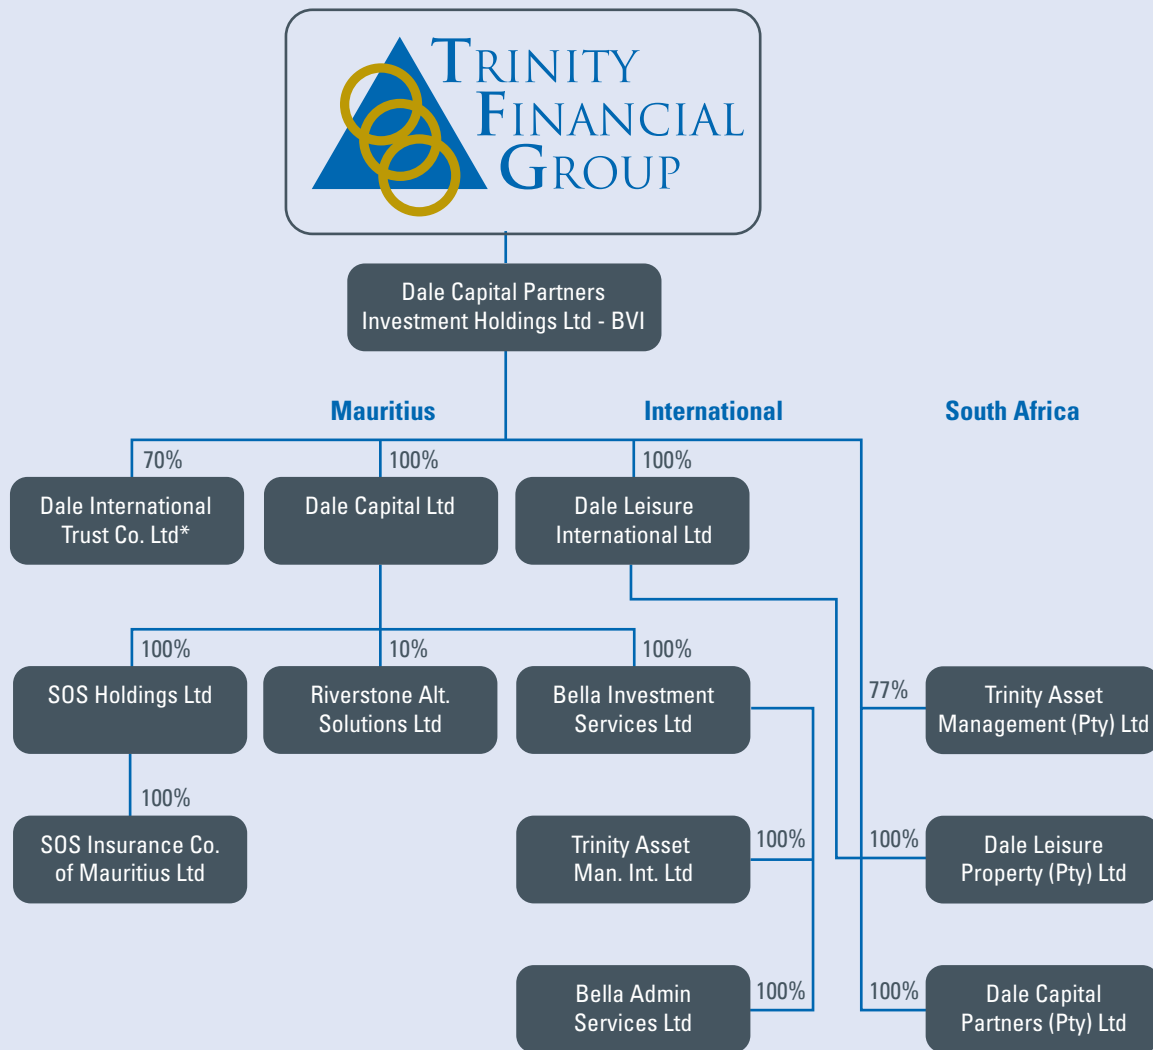 TRINITY
FINANCIAL
GROUP
Dale Capital Partners
Investment Holdings Ltd - BVI
Mauritius
International
South Africa
70%
100%
100%
Dale International
Trust Co. Ltd*
Dale Capital Ltd
Dale Leisure
International Ltd
100%
10%
100%
77%
SOS Holdings Ltd
Riverstone Alt.
Solutions Ltd
Bella Investment
Services Ltd
Trinity Asset
Management (Pty) Ltd
100%
100%
100%
SOS Insurance Co.
of Mauritius Ltd
Trinity Asset
Man. Int. Ltd
Dale Leisure
Property (Pty) Ltd
100%
100%
Bella Admin
Services Ltd
Dale Capital
Partners (Pty) Ltd